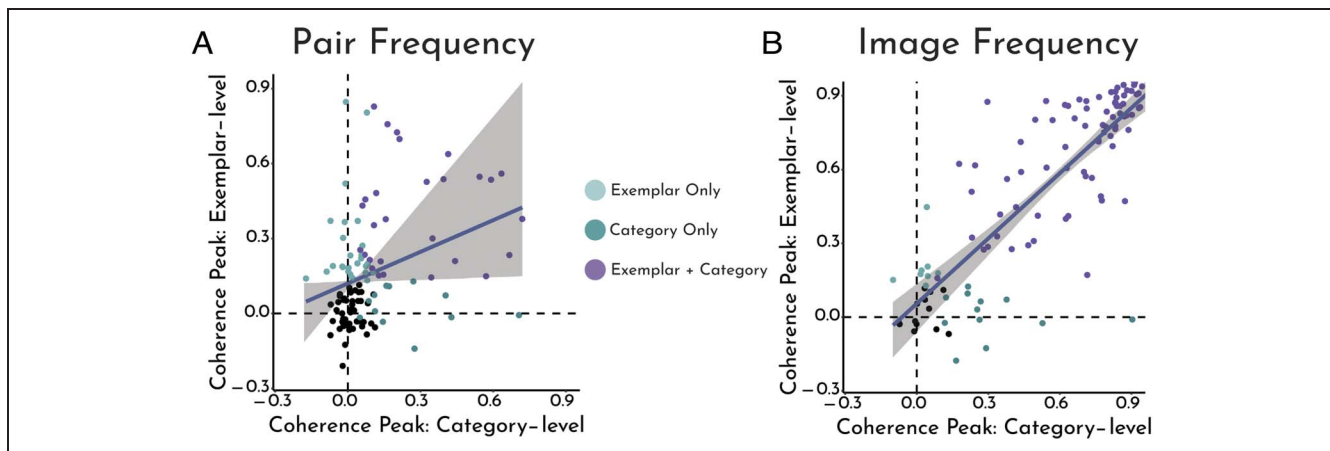 A Pair Frequency
Coherence Peak: Exemplar-level
0.9
0.6
0.3
0.0
-0.3
-0.3 0.0 0.3 0.6 0.9
Coherence Peak: Category-level
Exemplar Only
Category Only
Exemplar + Category
B Image Frequency
Coherence Peak: Exemplar-level
0.9
0.6
0.3
0.0
-0.3
-0.3 0.0 0.3 0.6 0.9
Coherence Peak: Category-level